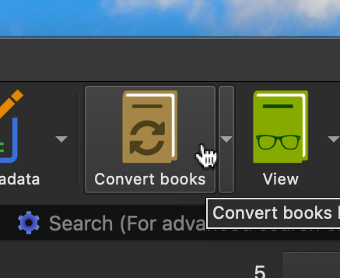 adata
Convert books
View
Search (For adva
Convert books
5